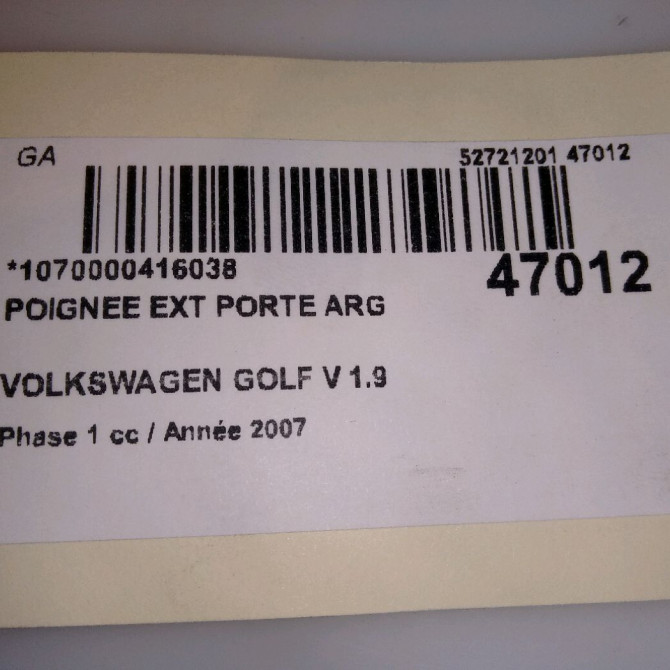 GA
52721201 47012
*1070000416038
47012
POIGNEE EXT PORTE ARG
VOLKSWAGEN GOLF V 1.9
Phase 1 cc / Année 2007